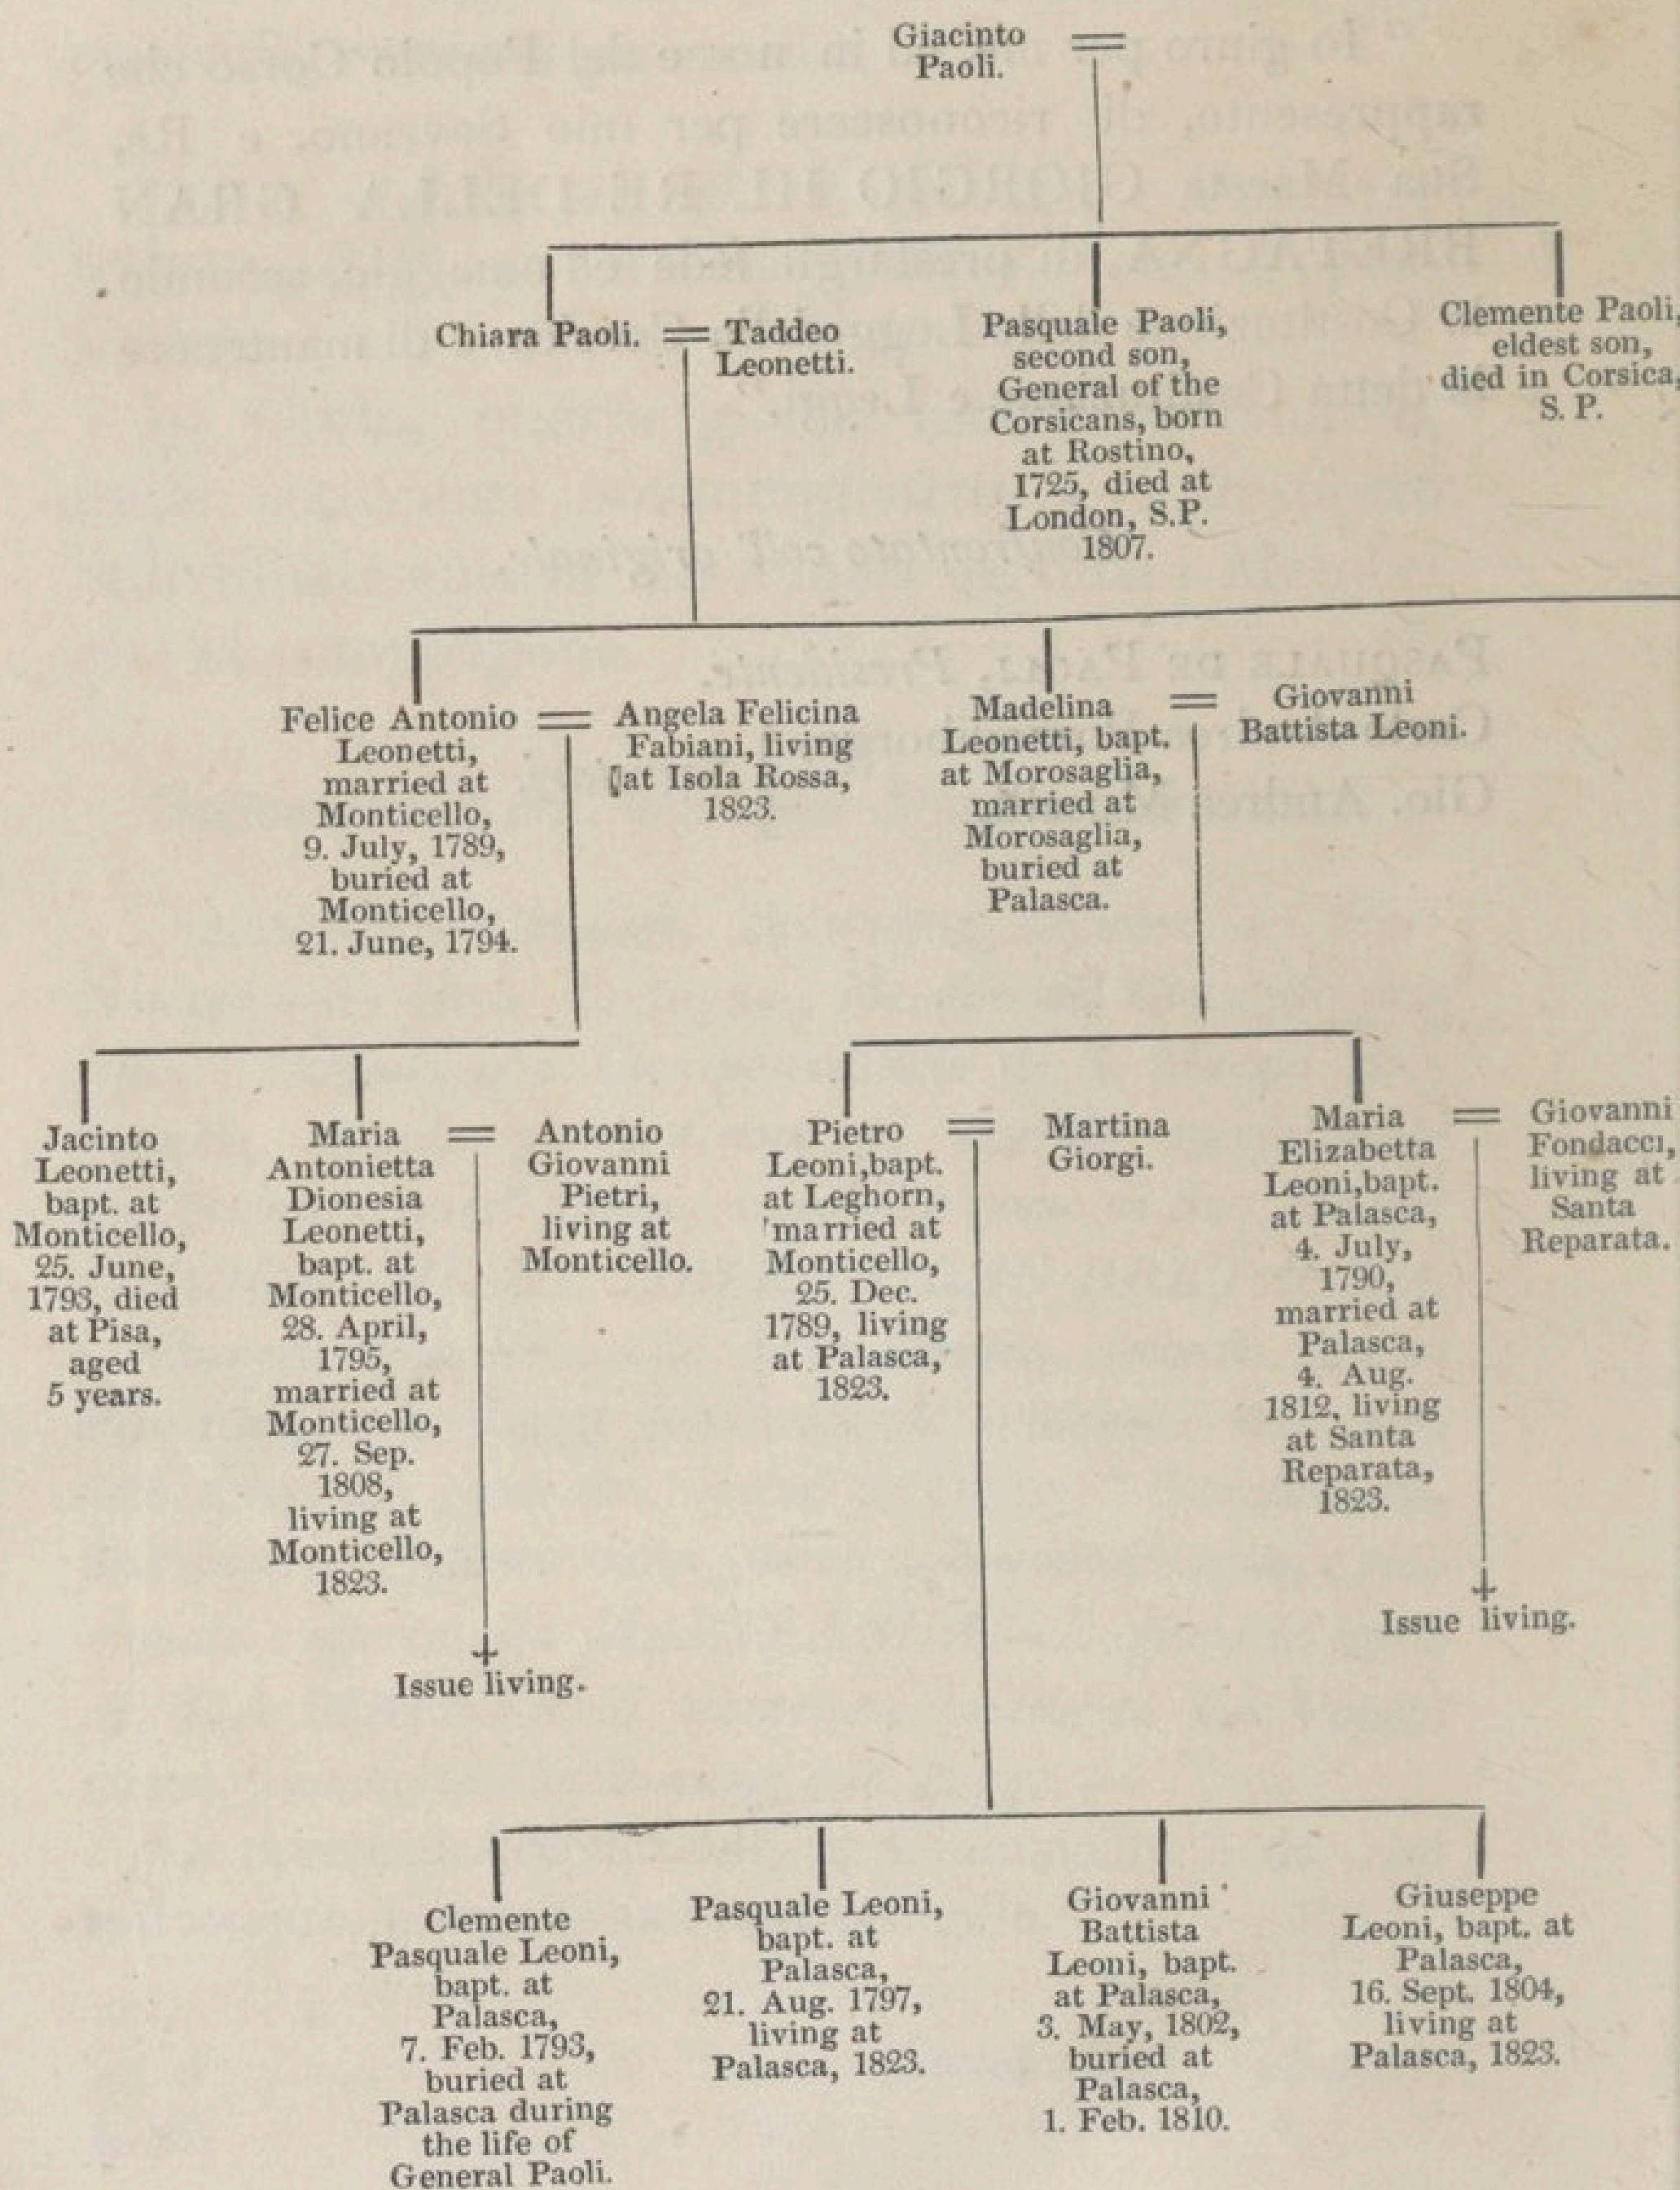 Giacinto
Paoli.
Chiara Paoli. = Taddeo
Leonetti.
Pasquale Paoli,
second son,
General of the
Corsicans, born
at Rostino,
1725, died at
London, S.P.
1807.
Clemente Paoli,
eldest son,
died in Corsica,
S. P.
Felice Antonio
Leonetti,
married at
Monticello,
9. July, 1789,
buried at
Monticello,
21. June, 1794.
Angela Felicina
Fabiani, living
at Isola Rossa,
1823.
Madelina
Leonetti, bapt.
at Morosaglia,
married at
Morosaglia,
buried at
Palasca.
Giovanni
Battista Leoni.
Jacinto
Leonetti,
bapt. at
Monticello,
25. June,
1793, died
at Pisa,
aged
5 years.
Maria
Antonietta
Dionesia
Leonetti,
bapt. at
Monticello,
28. April,
1795,
married at
Monticello,
27. Sep.
1808,
living at
Monticello,
1823.
Antonio
Giovanni
Pietri,
living at
Monticello.
Issue living.
Pietro
Leoni,bapt.
at Leghorn,
married at
Monticello,
25. Dec.
1789, living
at Palasca,
1823.
Martina
Giorgi.
Maria
Elizabetta
Leoni,bapt.
at Palasca,
4. July,
1790,
married at
Palasca,
4. Aug.
1812, living
at Santa
Reparata,
1823.
Giovanni
Fondacci,
living at
Santa
Reparata.
Issue living.
Clemente
Pasquale Leoni,
bapt. at
Palasca,
7. Feb. 1793,
buried at
Palasca during
the life of
General Paoli.
Pasquale Leoni,
bapt. at
Palasca,
21. Aug. 1797,
living at
Palasca, 1823.
Giovanni
Battista
Leoni, bapt.
at Palasca,
3. May, 1802,
buried at
Palasca,
1. Feb. 1810.
Giuseppe
Leoni, bapt. at
Palasca,
16. Sept. 1804,
living at
Palasca, 1823.